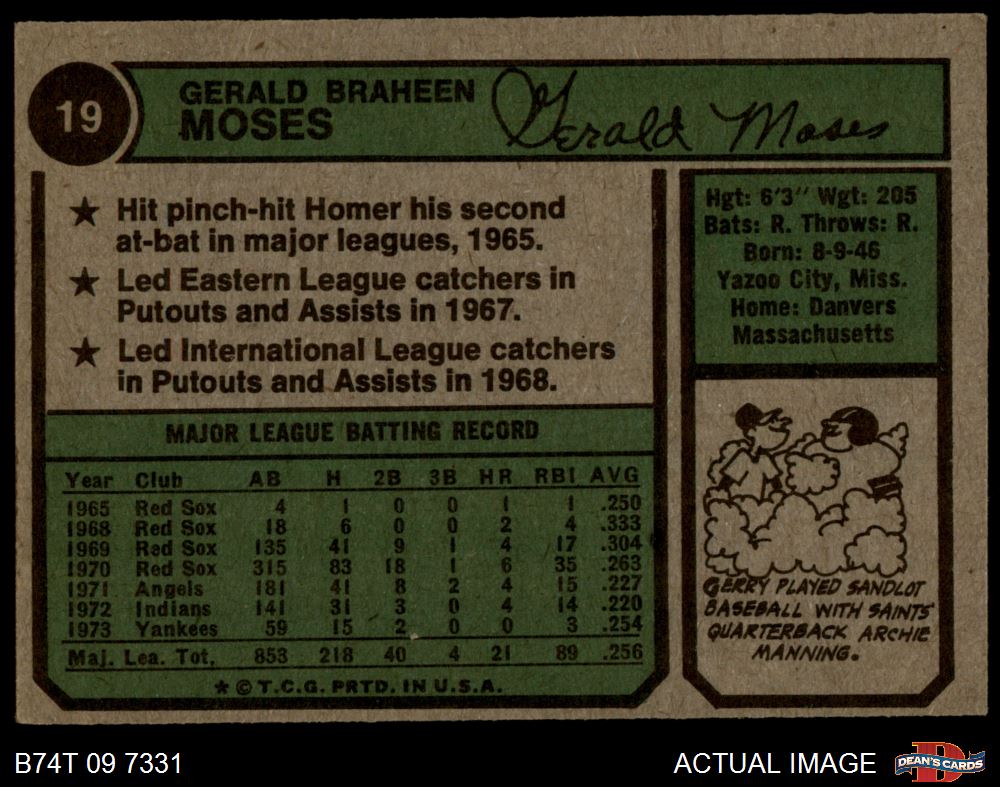 19
GERALD BRAHEEN
MOSES
Gerald Moses
★ Hit pinch-hit Homer his second
at-bat in major leagues, 1965.
★ Led Eastern League catchers in
Putouts and Assists in 1967.
★ Led International League catchers
in Putouts and Assists in 1968.
Hgt: 6'3" Wgt: 205
Bats: R. Throws: R.
Born: 8-9-46
Yazoo City, Miss.
Home: Danvers
Massachusetts
MAJOR LEAGUE BATTING RECORD
Year Club AB H 2B 3B HR RBI AVG
1965 Red Sox 4 1 0 0 1 1 .250
1968 Red Sox 18 6 0 0 2 4 .333
1969 Red Sox 135 41 9 1 4 17 .304
1970 Red Sox 315 83 18 1 6 35 .263
1971 Angels 181 41 8 2 4 15 .227
1972 Indians 141 31 3 0 4 14 .220
1973 Yankees 59 15 2 0 0 3 .254
Maj. Lea. Tot. 853 218 40 4 21 89 .256
★ © T.C.G. PRTD. IN U.S.A.
GERRY PLAYED SANDLOT
BASEBALL WITH SAINTS'
QUARTERBACK ARCHIE
MANNING.
B74T 09 7331
ACTUAL IMAGE
D
DEAN'S CARDS